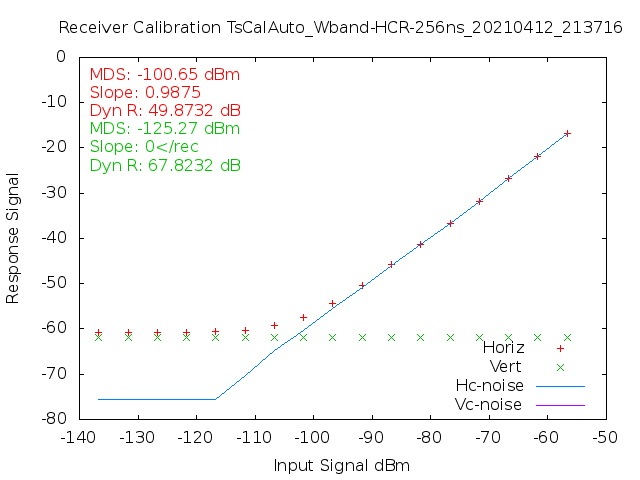 Receiver Calibration TsCalAuto_Wband-HCR-256ns_20210412_213716
0
-10
-20
-30
-40
-50
-60
-70
-80
-140
-130
-120
-110
-100
-90
-80
-70
-60
-50
Response Signal
Input Signal dBm
MDS: -100.65 dBm
Slope: 0.9875
Dyn R: 49.8732 dB
MDS: -125.27 dBm
Slope: 0</rec
Dyn R: 67.8232 dB
Horiz
Vert
Hc-noise
Vc-noise